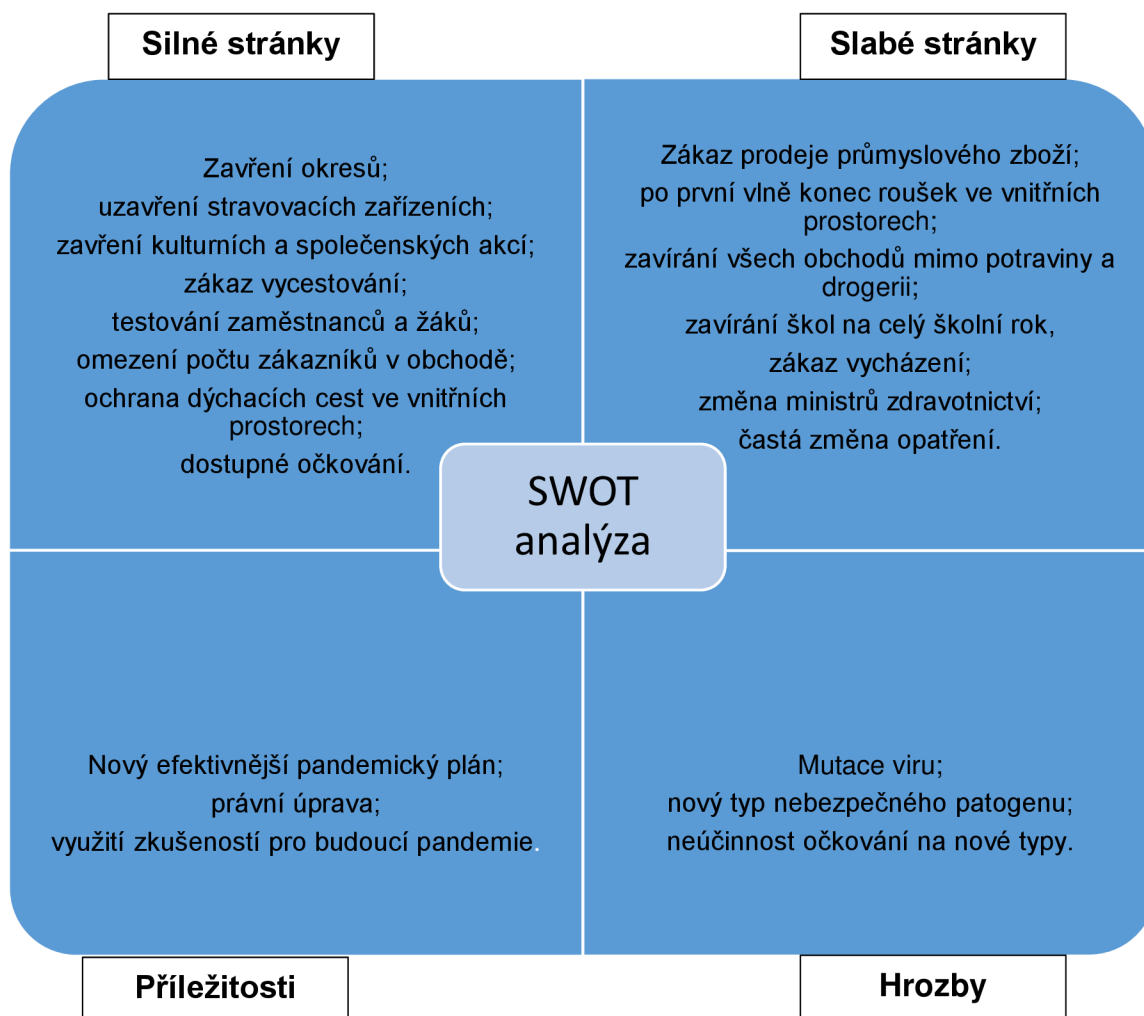 Silné stránky
Slabé stránky
Zavření okresů;
uzavření stravovacích zařízeních;
zavření kulturních a společenských akcí;
zákaz vycestování;
testování zaměstnanců a žáků;
omezení počtu zákazníků v obchodě;
ochrana dýchacích cest ve vnitřních
prostorech;
dostupné očkování.
Zákaz prodeje průmyslového zboží;
po první vlně konec roušek ve vnitřních
prostorech;
zavírání všech obchodů mimo potraviny a
drogerii;
zavírání škol na celý školní rok,
zákaz vycházení;
změna ministrů zdravotnictví;
častá změna opatření.
SWOT
analýza
Nový efektivnější pandemický plán;
právní úprava;
využití zkušeností pro budoucí pandemie.
Mutace viru;
nový typ nebezpečného patogenu;
neúčinnost očkování na nové typy.
Příležitosti
Hrozby